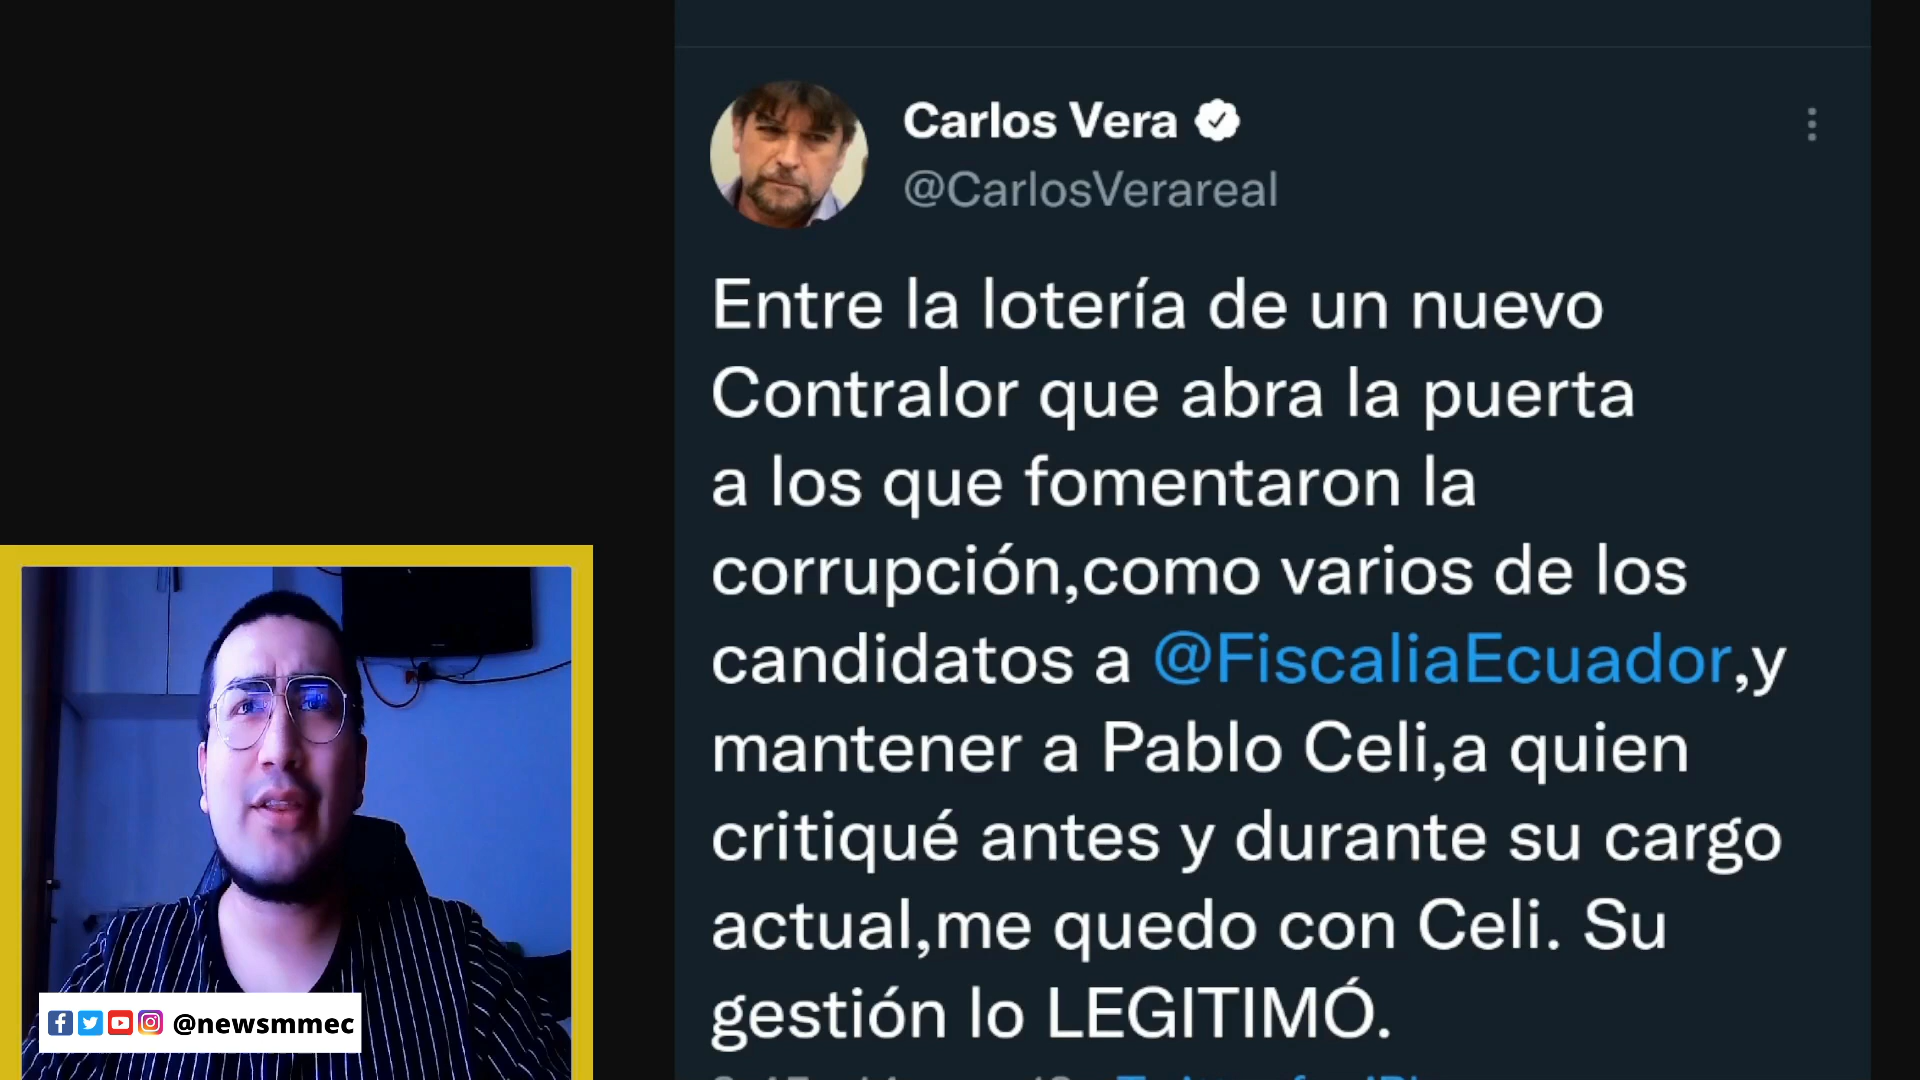 Carlos Vera
@CarlosVerareal
Entre la lotería de un nuevo
Contralor que abra la puerta
a los que fomentaron la
corrupción,como varios de los
candidatos a @FiscaliaEcuador,y
mantener a Pablo Celi,a quien
critiqué antes y durante su cargo
actual,me quedo con Celi. Su
gestión lo LEGITIMÓ.
@newsmmec